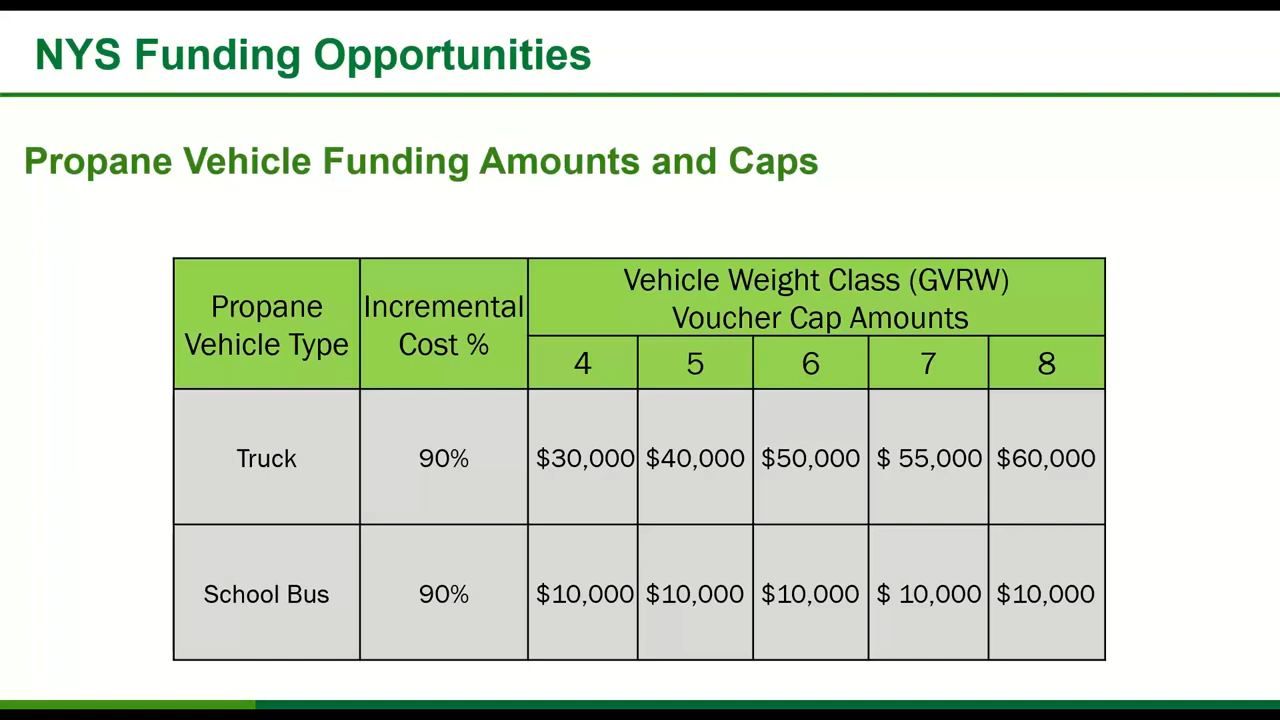 NYS Funding Opportunities
Propane Vehicle Funding Amounts and Caps
Propane
Vehicle Type
Incremental
Cost %
Vehicle Weight Class (GVRW)
Voucher Cap Amounts
4 5 6 7 8
Truck 90% $30,000 $40,000 $50,000 $ 55,000 $60,000
School Bus 90% $10,000 $10,000 $10,000 $ 10,000 $10,000